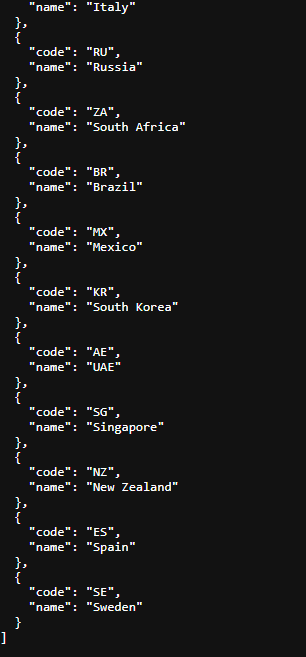 "name": "Italy"
  },
  {
    "code": "RU",
    "name": "Russia"
  },
  {
    "code": "ZA",
    "name": "South Africa"
  },
  {
    "code": "BR",
    "name": "Brazil"
  },
  {
    "code": "MX",
    "name": "Mexico"
  },
  {
    "code": "KR",
    "name": "South Korea"
  },
  {
    "code": "AE",
    "name": "UAE"
  },
  {
    "code": "SG",
    "name": "Singapore"
  },
  {
    "code": "NZ",
    "name": "New Zealand"
  },
  {
    "code": "ES",
    "name": "Spain"
  },
  {
    "code": "SE",
    "name": "Sweden"
  }
]